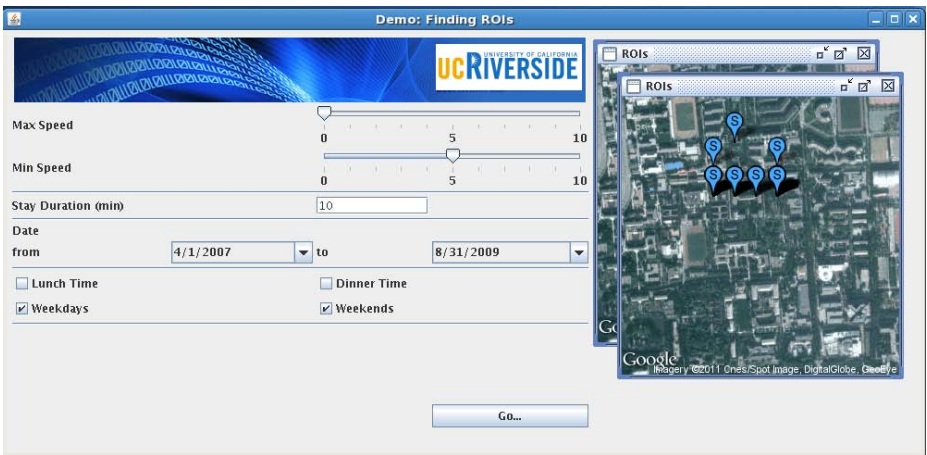 Demo: Finding ROIs
UNIVERSITY OF CALIFORNIA
UCRIVERSIDE
ROIs
ROIs
Max Speed
0 5 10
Min Speed
0 5 10
Stay Duration (min) 10
Date
from 4/1/2007 to 8/31/2009
Lunch Time Dinner Time
Weekdays Weekends
Go...
S
S S
S S S S
Go
Google
Imagery ©2011 Cnes/Spot Image, DigitalGlobe, GeoEye